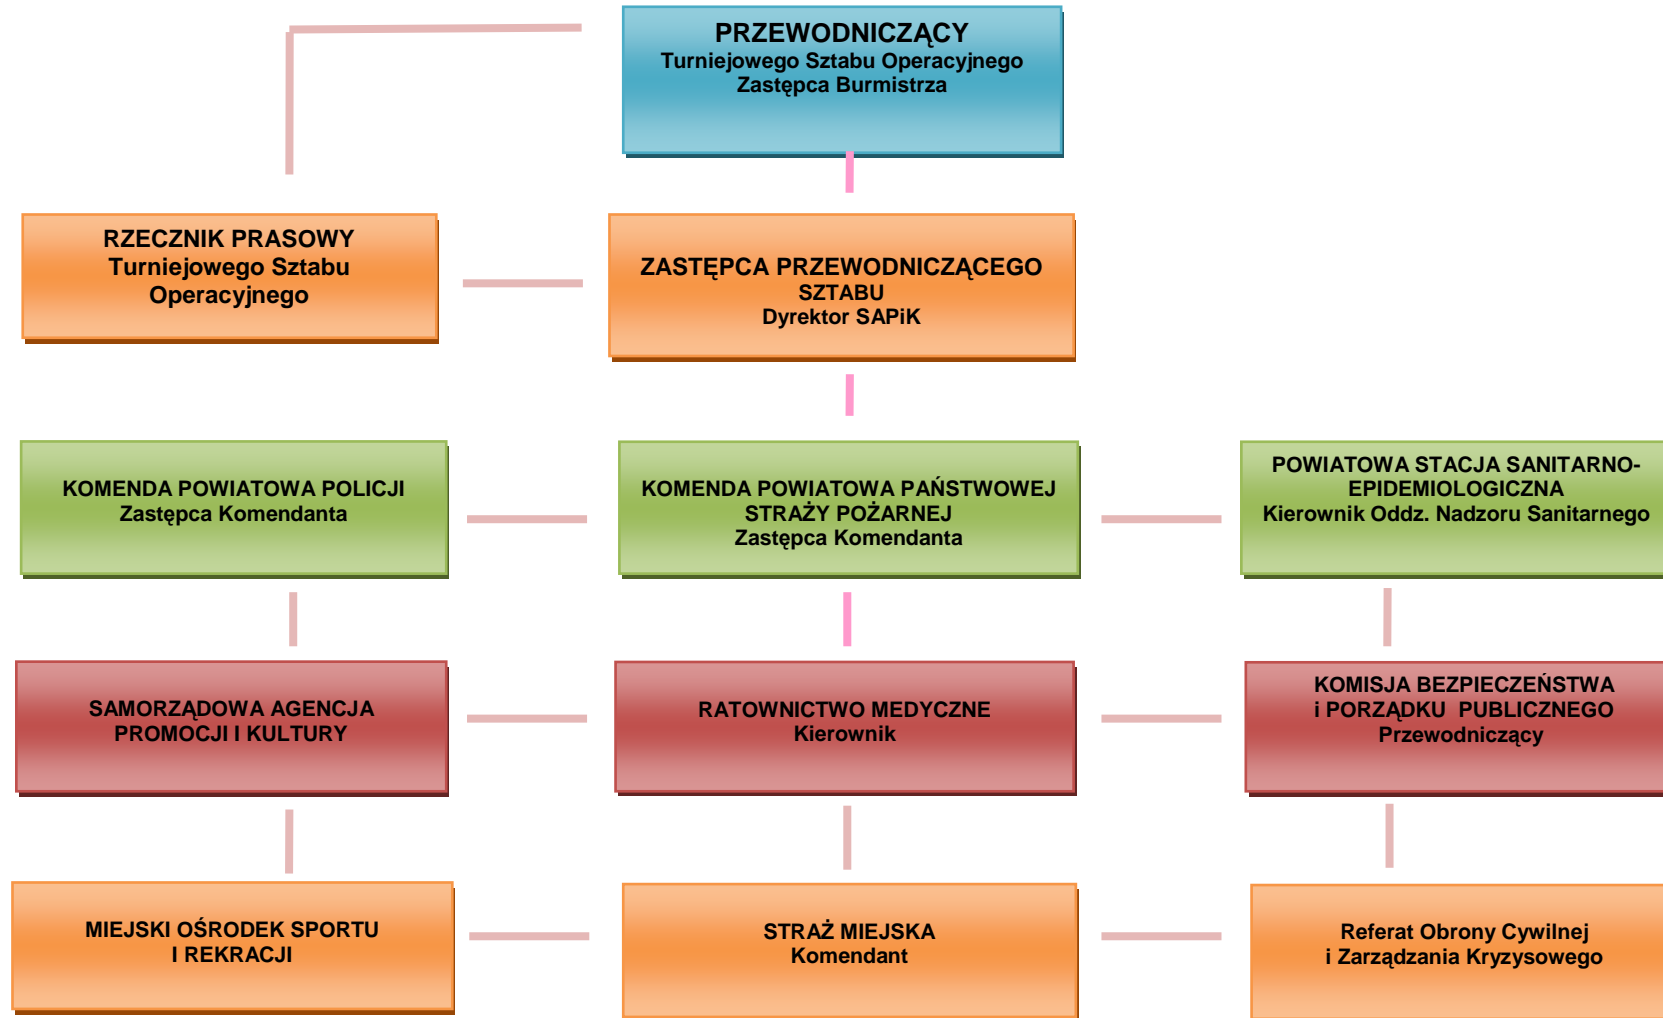 PRZEWODNICZĄCY
Turniejowego Sztabu Operacyjnego
Zastępca Burmistrza
RZECZNIK PRASOWY
Turniejowego Sztabu
Operacyjnego
ZASTĘPCA PRZEWODNICZĄCEGO
SZTABU
Dyrektor SAPiK
KOMENDA POWIATOWA POLICJI
Zastępca Komendanta
KOMENDA POWIATOWA PAŃSTWOWEJ
STRAŻY POŻARNEJ
Zastępca Komendanta
POWIATOWA STACJA SANITARNO-
EPIDEMIOLOGICZNA
Kierownik Oddz. Nadzoru Sanitarnego
SAMORZĄDOWA AGENCJA
PROMOCJI I KULTURY
RATOWNICTWO MEDYCZNE
Kierownik
KOMISJA BEZPIECZEŃSTWA
i PORZĄDKU PUBLICZNEGO
Przewodniczący
MIEJSKI OŚRODEK SPORTU
I REKRACJI
STRAŻ MIEJSKA
Komendant
Referat Obrony Cywilnej
i Zarządzania Kryzysowego